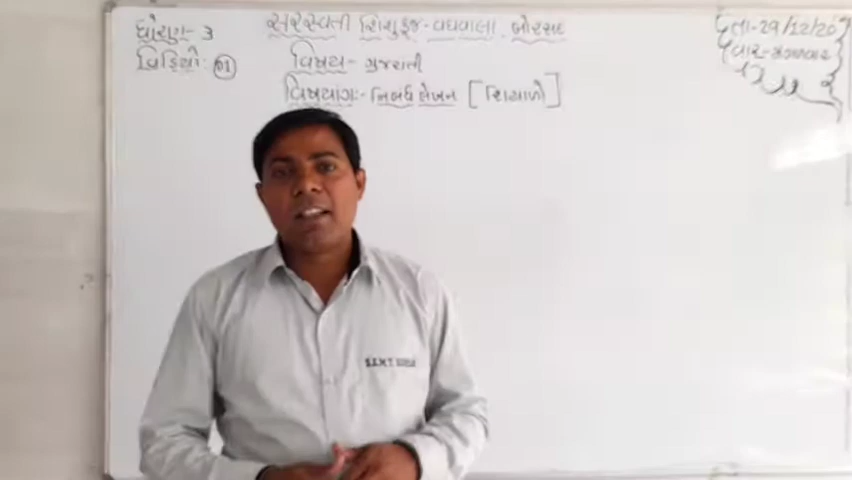 ધોરણ- 3
સરસ્વતી શિશુકુંજ-વઘવાલા. બોરસદ
તા-29/12/20
વિડિયો: 01
વિષય- ગુજરાતી
વાર-મંગળવાર
વિષયાંગ:- નિબંધ લેખન [શિયાળો]